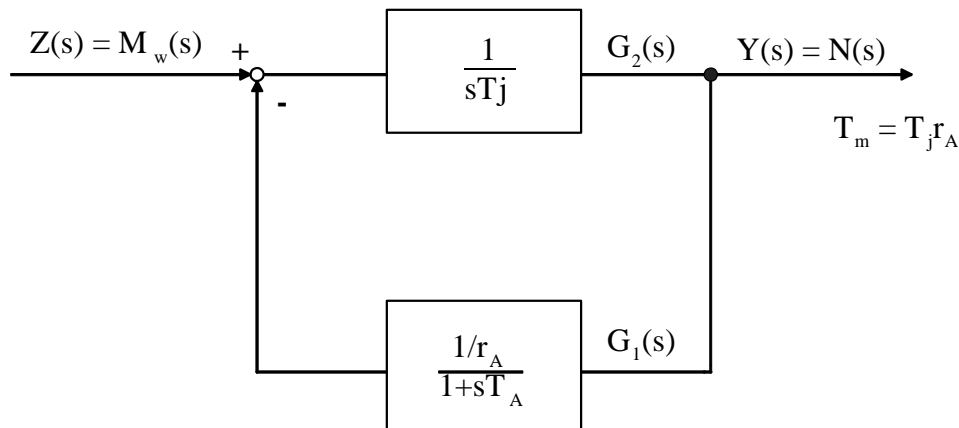 Z(s) = M_w(s)
+
-
1
sTj
G_2(s)
Y(s) = N(s)
T_m = T_j r_A
1/r_A
1+sT_A
G_1(s)